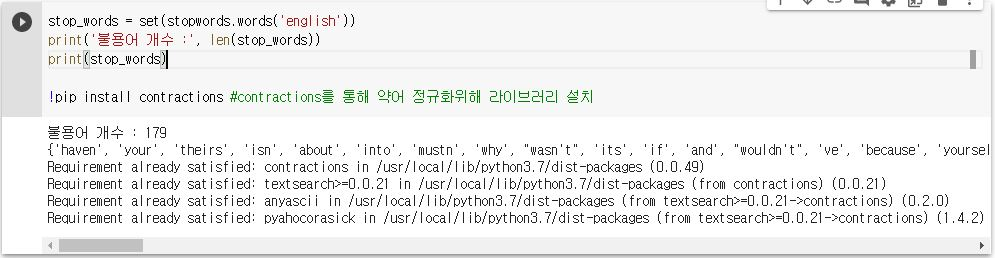 stop_words = set(stopwords.words('english'))
print('불용어 개수 :', len(stop_words))
print(stop_words)
!pip install contractions #contractions를 통해 약어 정규화위해 라이브러리 설치
불용어 개수 : 179
{'haven', 'your', 'theirs', 'isn', 'about', 'into', 'mustn', 'why', "wasn't", 'its', 'if', 'and', "wouldn't", 've', 'because', 'yoursel
Requirement already satisfied: contractions in /usr/local/lib/python3.7/dist-packages (0.0.49)
Requirement already satisfied: textsearch>=0.0.21 in /usr/local/lib/python3.7/dist-packages (from contractions) (0.0.21)
Requirement already satisfied: anyascii in /usr/local/lib/python3.7/dist-packages (from textsearch>=0.0.21->contractions) (0.2.0)
Requirement already satisfied: pyahocorasick in /usr/local/lib/python3.7/dist-packages (from textsearch>=0.0.21->contractions) (1.4.2)